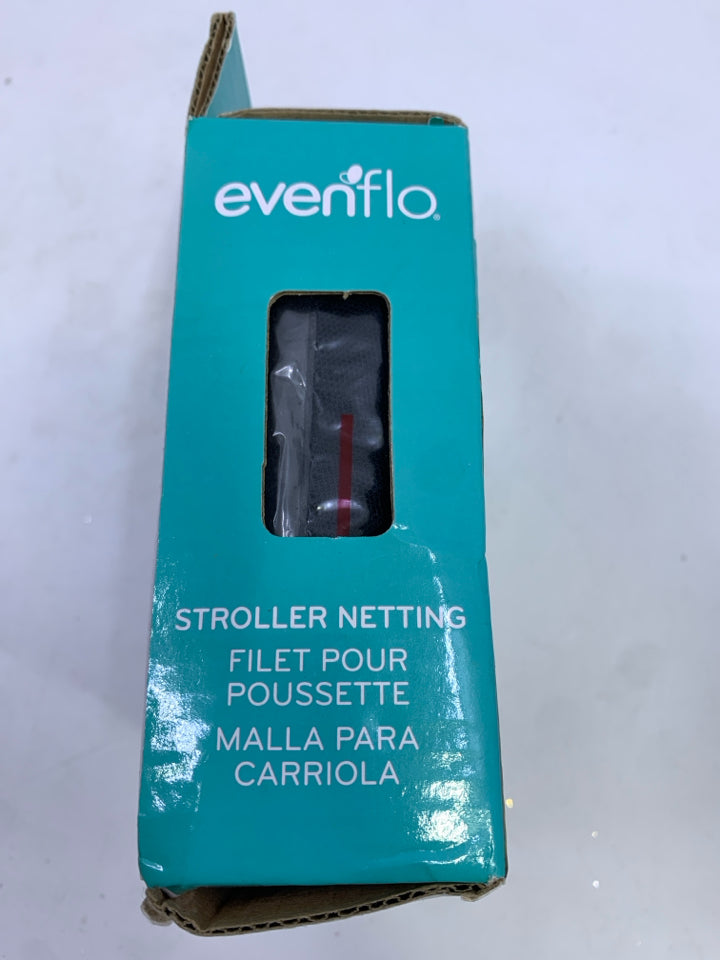 evenflo®
STROLLER NETTING
FILET POUR
POUSSETTE
MALLA PARA
CARRIOLA